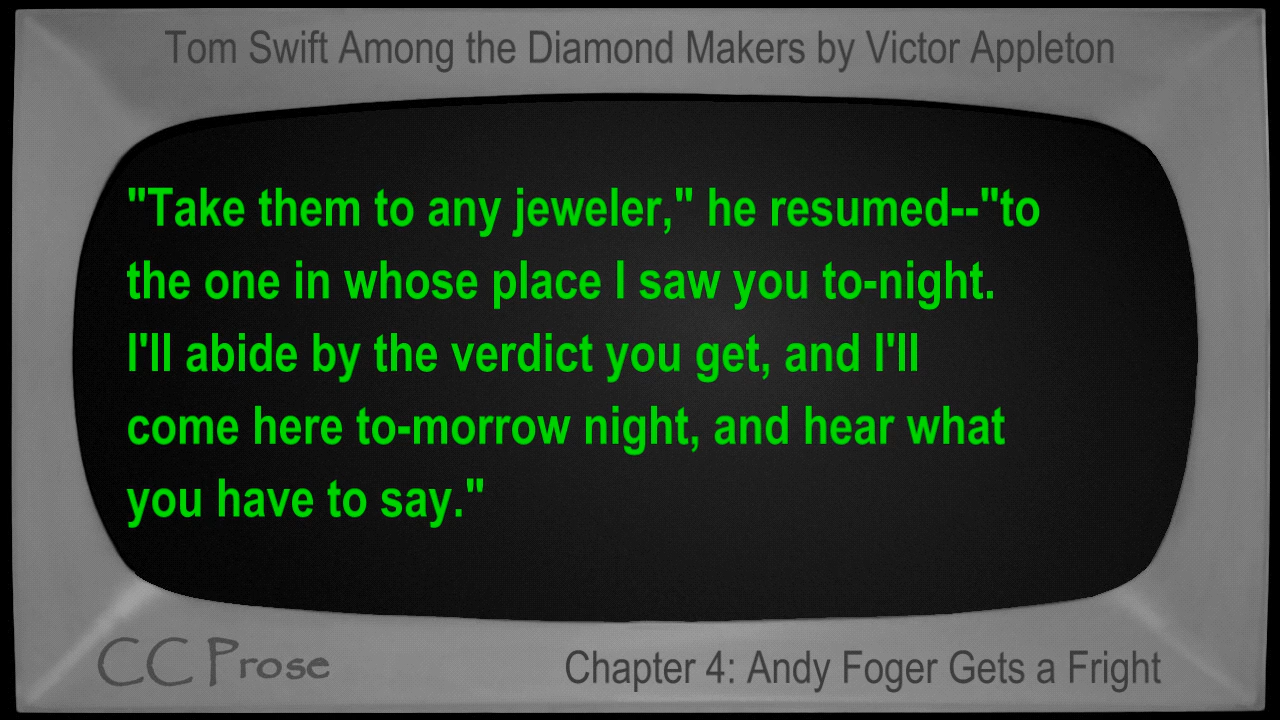 Tom Swift Among the Diamond Makers by Victor Appleton
"Take them to any jeweler," he resumed--"to
the one in whose place I saw you to-night.
I'll abide by the verdict you get, and I'll
come here to-morrow night, and hear what
you have to say."
CC Prose
Chapter 4: Andy Foger Gets a Fright